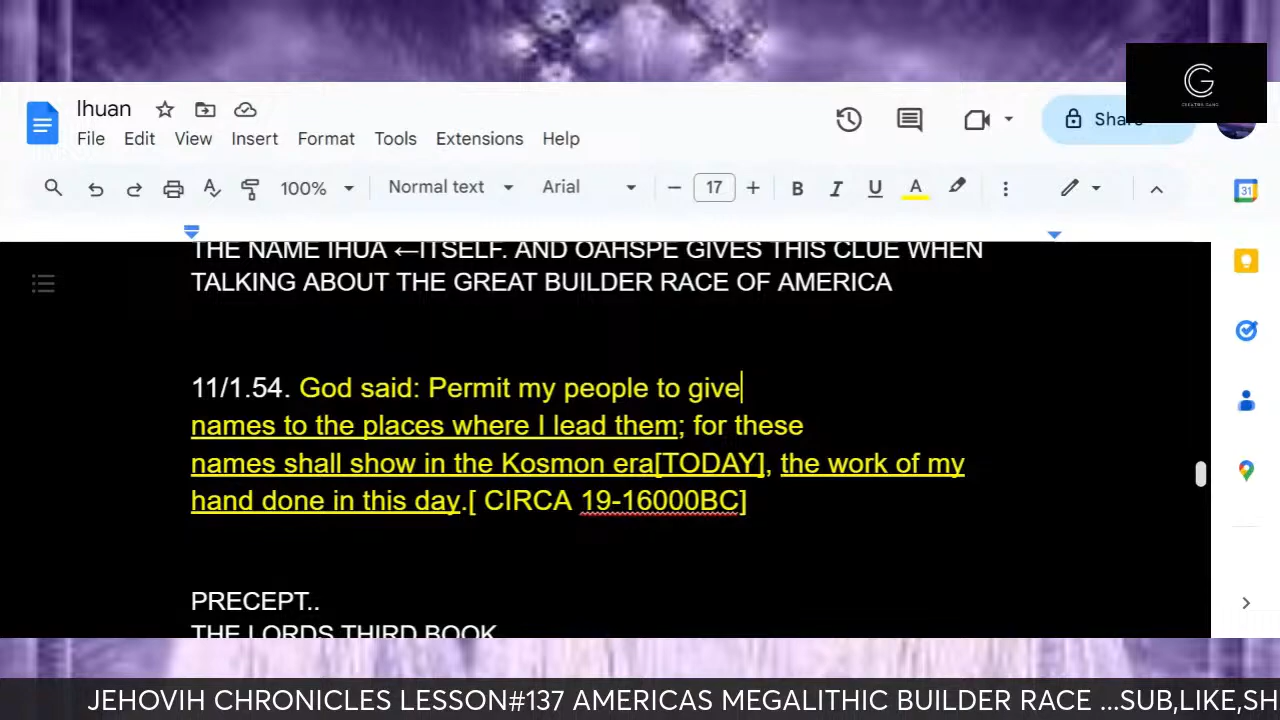 Ihuan
File Edit View Insert Format Tools Extensions Help
100% Normal text Arial 17 B I U A
THE NAME IHUA ←ITSELF. AND OAHSPE GIVES THIS CLUE WHEN
TALKING ABOUT THE GREAT BUILDER RACE OF AMERICA
11/1.54. God said: Permit my people to give
names to the places where I lead them; for these
names shall show in the Kosmon era[TODAY], the work of my
hand done in this day.[ CIRCA 19-16000BC]
PRECEPT..
THE LORDS THIRD BOOK
JEHOVIH CHRONICLES LESSON#137 AMERICAS MEGALITHIC BUILDER RACE ...SUB,LIKE,SH
Share
31